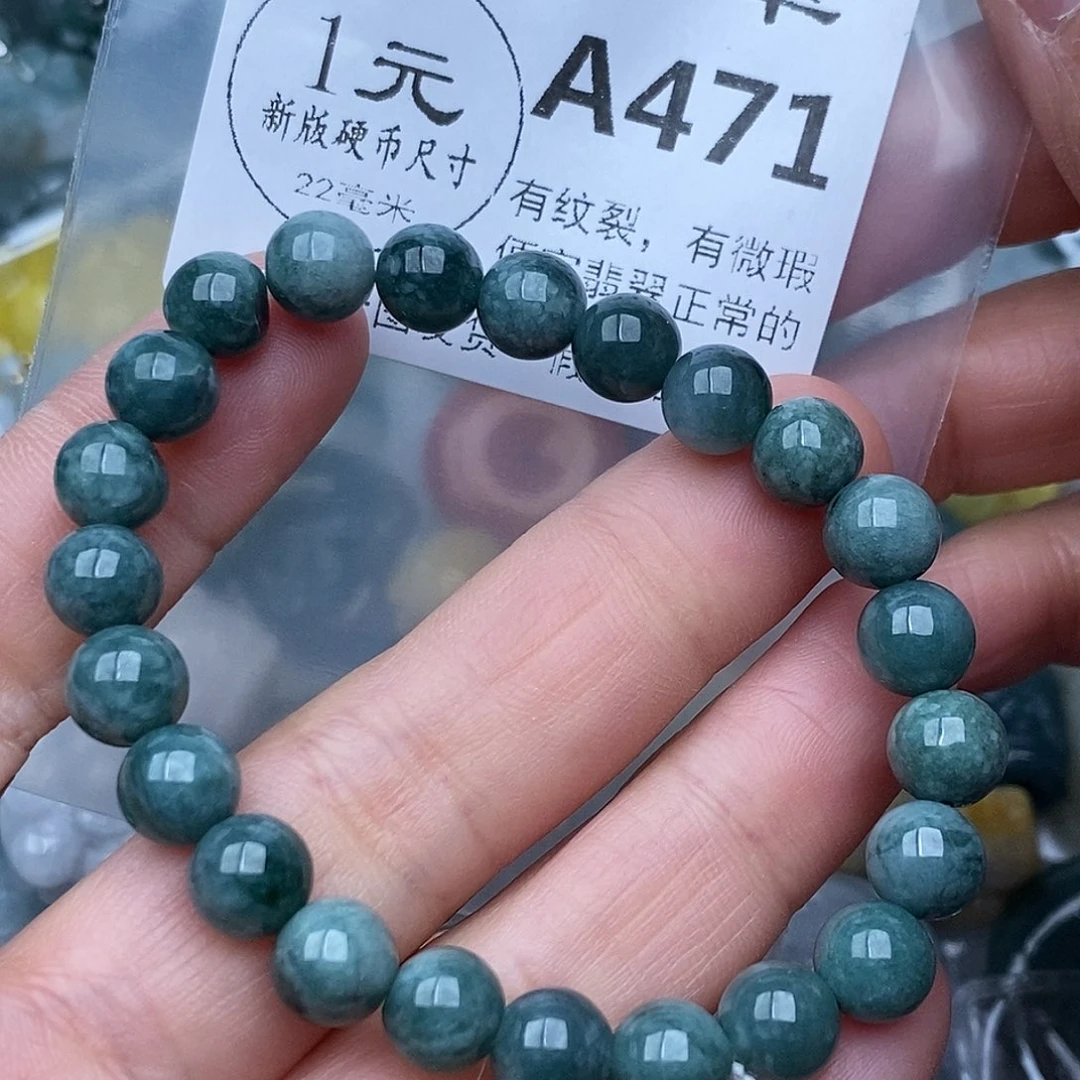 1元
新版硬币尺寸
22毫米
A471
有纹裂，有微瑕
翡翠正常的